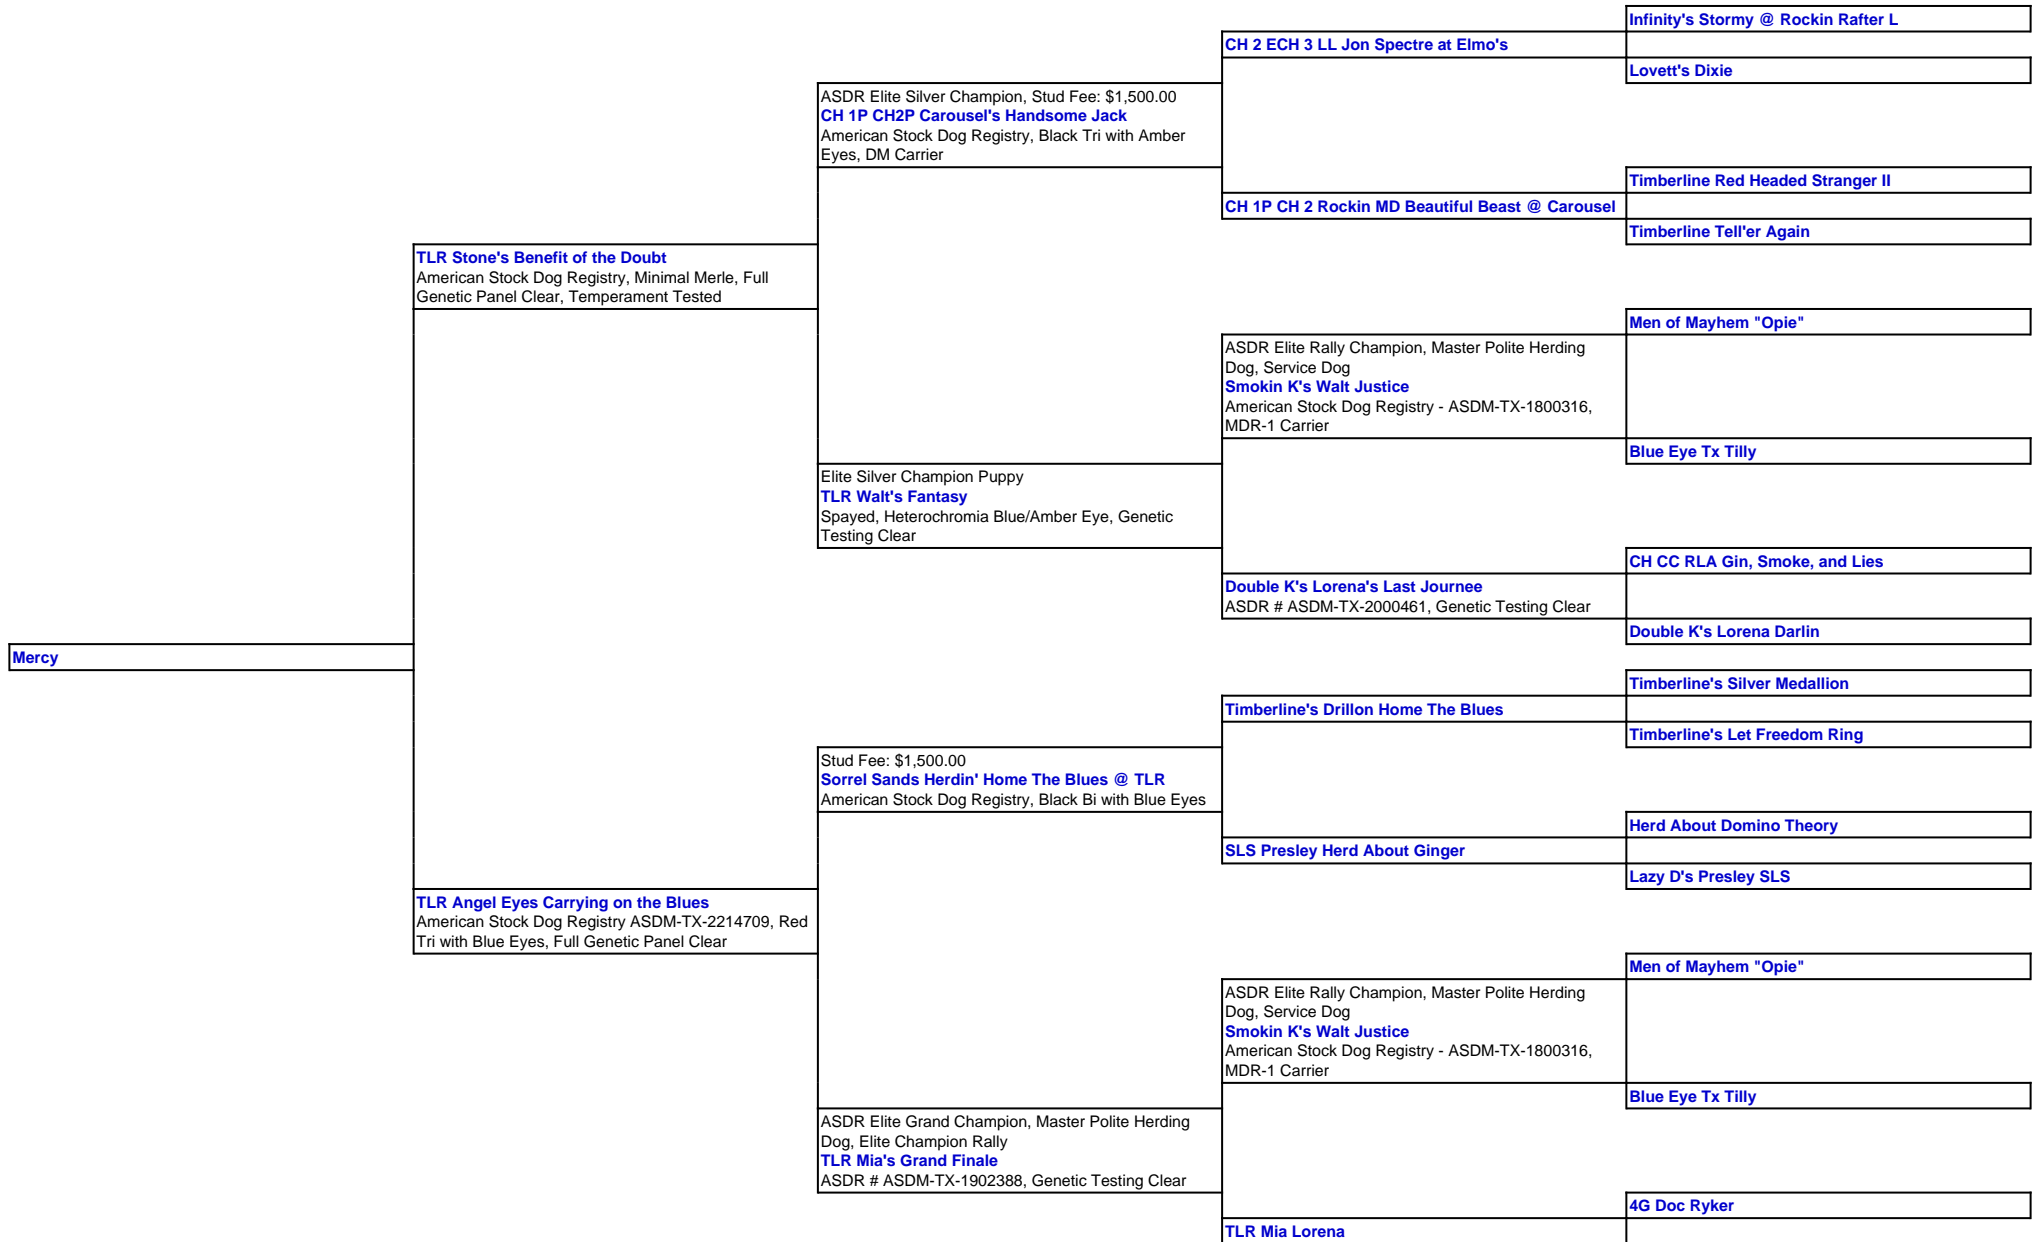 Infinity's Stormy @ Rockin Rafter L
CH 2 ECH 3 LL Jon Spectre at Elmo's
Lovett's Dixie
ASDR Elite Silver Champion, Stud Fee: $1,500.00
CH 1P CH2P Carousel's Handsome Jack
American Stock Dog Registry, Black Tri with Amber
Eyes, DM Carrier
Timberline Red Headed Stranger II
CH 1P CH 2 Rockin MD Beautiful Beast @ Carousel
Timberline Tell'er Again
TLR Stone's Benefit of the Doubt
American Stock Dog Registry, Minimal Merle, Full
Genetic Panel Clear, Temperament Tested
Men of Mayhem "Opie"
ASDR Elite Rally Champion, Master Polite Herding
Dog, Service Dog
Smokin K's Walt Justice
American Stock Dog Registry - ASDM-TX-1800316,
MDR-1 Carrier
Blue Eye Tx Tilly
Elite Silver Champion Puppy
TLR Walt's Fantasy
Spayed, Heterochromia Blue/Amber Eye, Genetic
Testing Clear
CH CC RLA Gin, Smoke, and Lies
Double K's Lorena's Last Journee
ASDR # ASDM-TX-2000461, Genetic Testing Clear
Double K's Lorena Darlin
Mercy
Timberline's Silver Medallion
Timberline's Drillon Home The Blues
Timberline's Let Freedom Ring
Stud Fee: $1,500.00
Sorrel Sands Herdin' Home The Blues @ TLR
American Stock Dog Registry, Black Bi with Blue Eyes
Herd About Domino Theory
SLS Presley Herd About Ginger
Lazy D's Presley SLS
TLR Angel Eyes Carrying on the Blues
American Stock Dog Registry ASDM-TX-2214709, Red
Tri with Blue Eyes, Full Genetic Panel Clear
Men of Mayhem "Opie"
ASDR Elite Rally Champion, Master Polite Herding
Dog, Service Dog
Smokin K's Walt Justice
American Stock Dog Registry - ASDM-TX-1800316,
MDR-1 Carrier
Blue Eye Tx Tilly
ASDR Elite Grand Champion, Master Polite Herding
Dog, Elite Champion Rally
TLR Mia's Grand Finale
ASDR # ASDM-TX-1902388, Genetic Testing Clear
4G Doc Ryker
TLR Mia Lorena